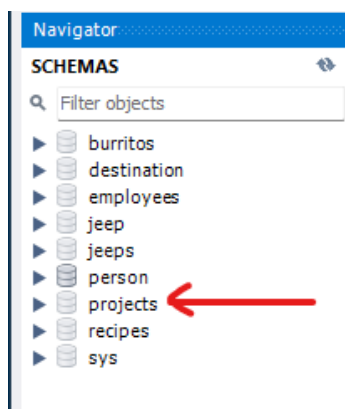 Navigator
SCHEMAS
Filter objects
burritos
destination
employees
jeep
jeeps
person
projects
recipes
sys